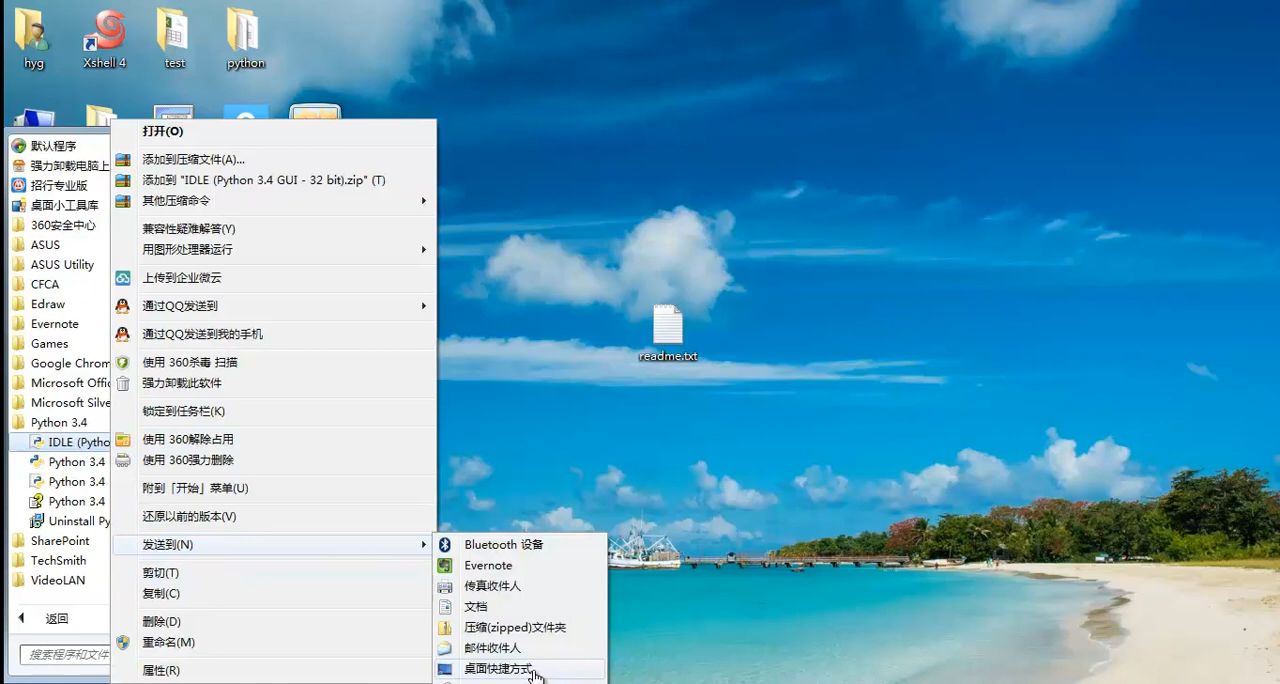 hyg
Xshell 4
test
python
readme.txt
默认程序
强力卸载电脑上
招行专业版
桌面小工具库
360安全中心
ASUS
ASUS Utility
CFCA
Edraw
Evernote
Games
Google Chrom
Microsoft Offic
Microsoft Silve
Python 3.4
IDLE (Pytho
Python 3.4
Python 3.4
Python 3.4
Uninstall Py
SharePoint
TechSmith
VideoLAN
返回
搜索程序和文件
打开(O)
添加到压缩文件(A)...
添加到 "IDLE (Python 3.4 GUI - 32 bit).zip" (T)
其他压缩命令
兼容性疑难解答(Y)
用图形处理器运行
上传到企业微云
通过QQ发送到
通过QQ发送到我的手机
使用 360杀毒 扫描
强力卸载此软件
锁定到任务栏(K)
使用 360解除占用
使用 360强力删除
附到「开始」菜单(U)
还原以前的版本(V)
发送到(N)
剪切(T)
复制(C)
删除(D)
重命名(M)
属性(R)
Bluetooth 设备
Evernote
传真收件人
文档
压缩(zipped)文件夹
邮件收件人
桌面快捷方式